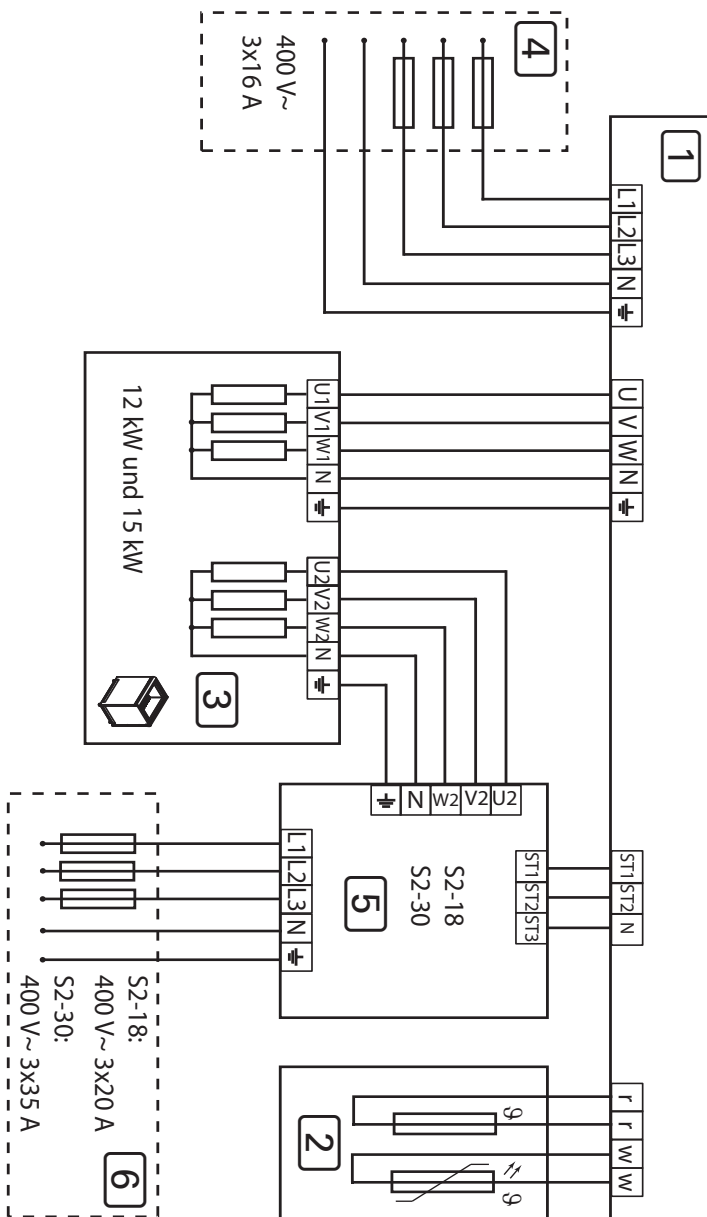 4
400 V~
3x16 A
1
L1 L2 L3 N
U V W N
U1 V1 W1 N
12 kW und 15 kW
U2 V2 W2 N
3
N W2 V2 U2
ST1 ST2 ST3
ST1 ST2 N
S2-18
S2-30
5
L1 L2 L3 N
S2-18:
400 V~ 3x20 A
S2-30:
400 V~ 3x35 A
6
r r w w
2
ϑ
ϑ